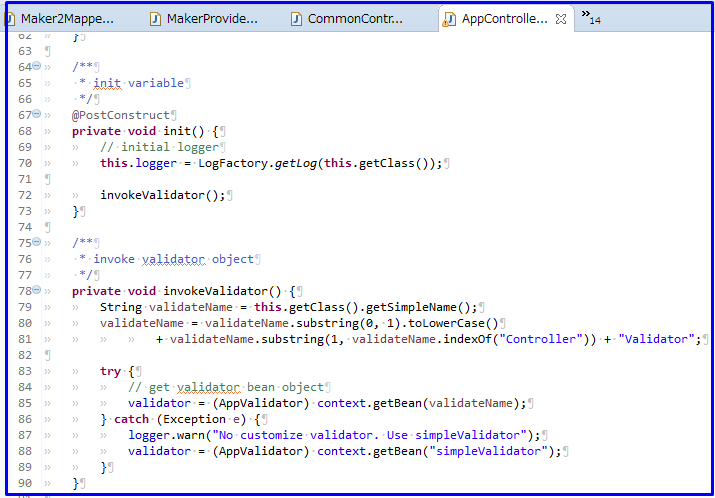 Maker2Mappe... MakerProvide... CommonContr... AppControlle... »14
62 }
63
64 /**
65 * init variable
66 */
67 @PostConstruct
68 private void init() {
69 // initial logger
70 this.logger = LogFactory.getLog(this.getClass());
71
72 invokeValidator();
73 }
74
75 /**
76 * invoke validator object
77 */
78 private void invokeValidator() {
79 String validateName = this.getClass().getSimpleName();
80 validateName = validateName.substring(0, 1).toLowerCase()
81 + validateName.substring(1, validateName.indexOf("Controller")) + "Validator";
82
83 try {
84 // get validator bean object
85 validator = (AppValidator) context.getBean(validateName);
86 } catch (Exception e) {
87 logger.warn("No customize validator. Use simpleValidator");
88 validator = (AppValidator) context.getBean("simpleValidator");
89 }
90 }